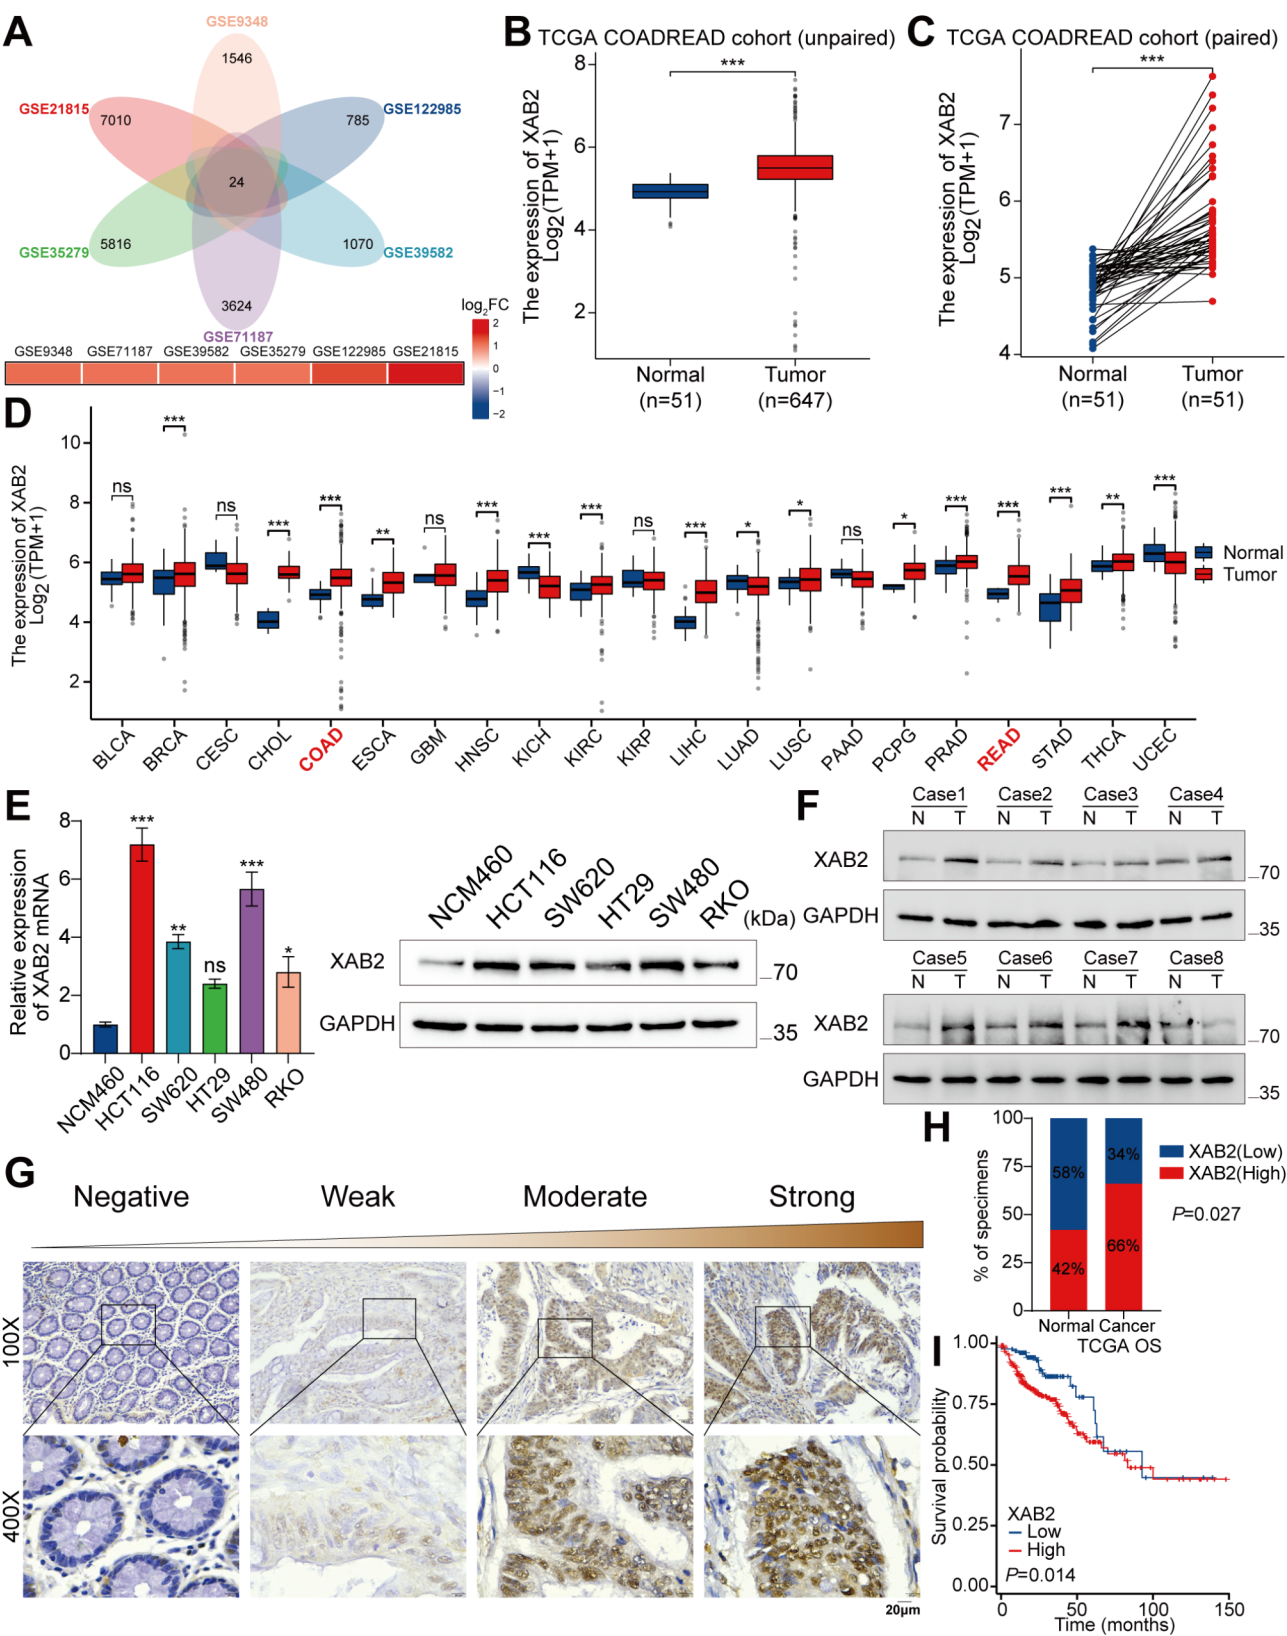 A
GSE9348
1546
GSE21815
7010
785
GSE122985
24
GSE35279
5816
1070
GSE39582
3624
GSE71187
log2FC
2
1
0
−1
−2
GSE9348 GSE71187 GSE39582 GSE35279 GSE122985 GSE21815
B
TCGA COADREAD cohort (unpaired)
The expression of XAB2
Log2(TPM+1)
8
6
4
2
***
Normal
(n=51)
Tumor
(n=647)
C
TCGA COADREAD cohort (paired)
The expression of XAB2
Log2(TPM+1)
7
6
5
4
***
Normal
(n=51)
Tumor
(n=51)
D
The expression of XAB2
Log2(TPM+1)
10
8
6
4
2
ns *** ns *** *** ** ns *** *** *** ns *** * * ns * *** *** *** ** ***
Normal
Tumor
BLCA BRCA CESC CHOL COAD ESCA GBM HNSC KICH KIRC KIRP LIHC LUAD LUSC PAAD PCPG PRAD READ STAD THCA UCEC
E
Relative expression
of XAB2 mRNA
8
6
4
2
0
*** ** ns *** *
NCM460 HCT116 SW620 HT29 SW480 RKO
NCM460 HCT116 SW620 HT29 SW480 RKO (kDa)
XAB2
70
GAPDH
35
F
Case1 Case2 Case3 Case4
N T N T N T N T
XAB2
70
GAPDH
35
Case5 Case6 Case7 Case8
N T N T N T N T
XAB2
70
GAPDH
35
G
Negative Weak Moderate Strong
100X
400X
20μm
H
% of specimens
100
75
50
25
0
58%
34%
42%
66%
Normal Cancer
XAB2(Low)
XAB2(High)
P=0.027
I
TCGA OS
Survival probability
1.00
0.75
0.50
0.25
0.00
XAB2
Low
High
P=0.014
0 50 100 150
Time (months)